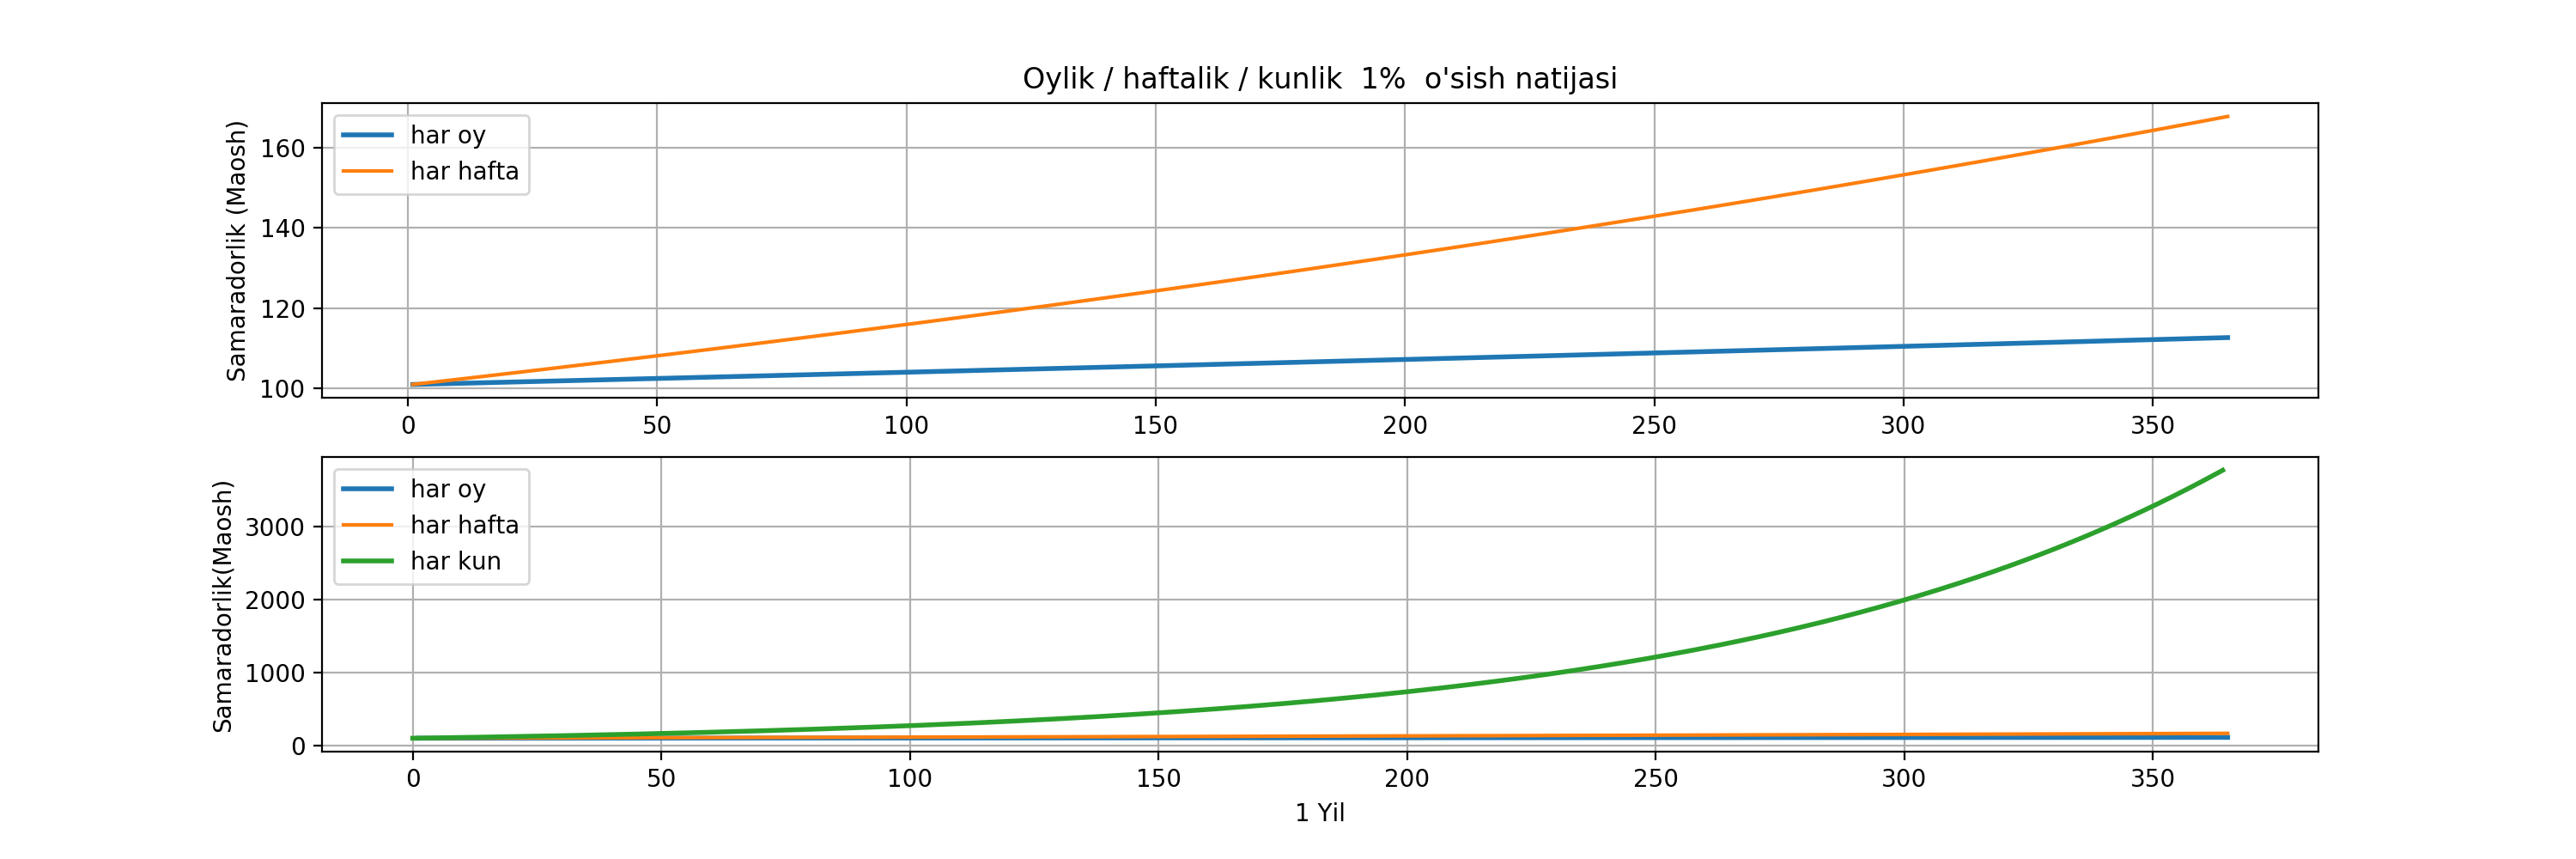 Oylik / haftalik / kunlik  1%  o'sish natijasi
Samaradorlik (Maosh)
160
140
120
100
har oy
har hafta
0 50 100 150 200 250 300 350
Samaradorlik(Maosh)
3000
2000
1000
0
har oy
har hafta
har kun
0 50 100 150 200 250 300 350
1 Yil